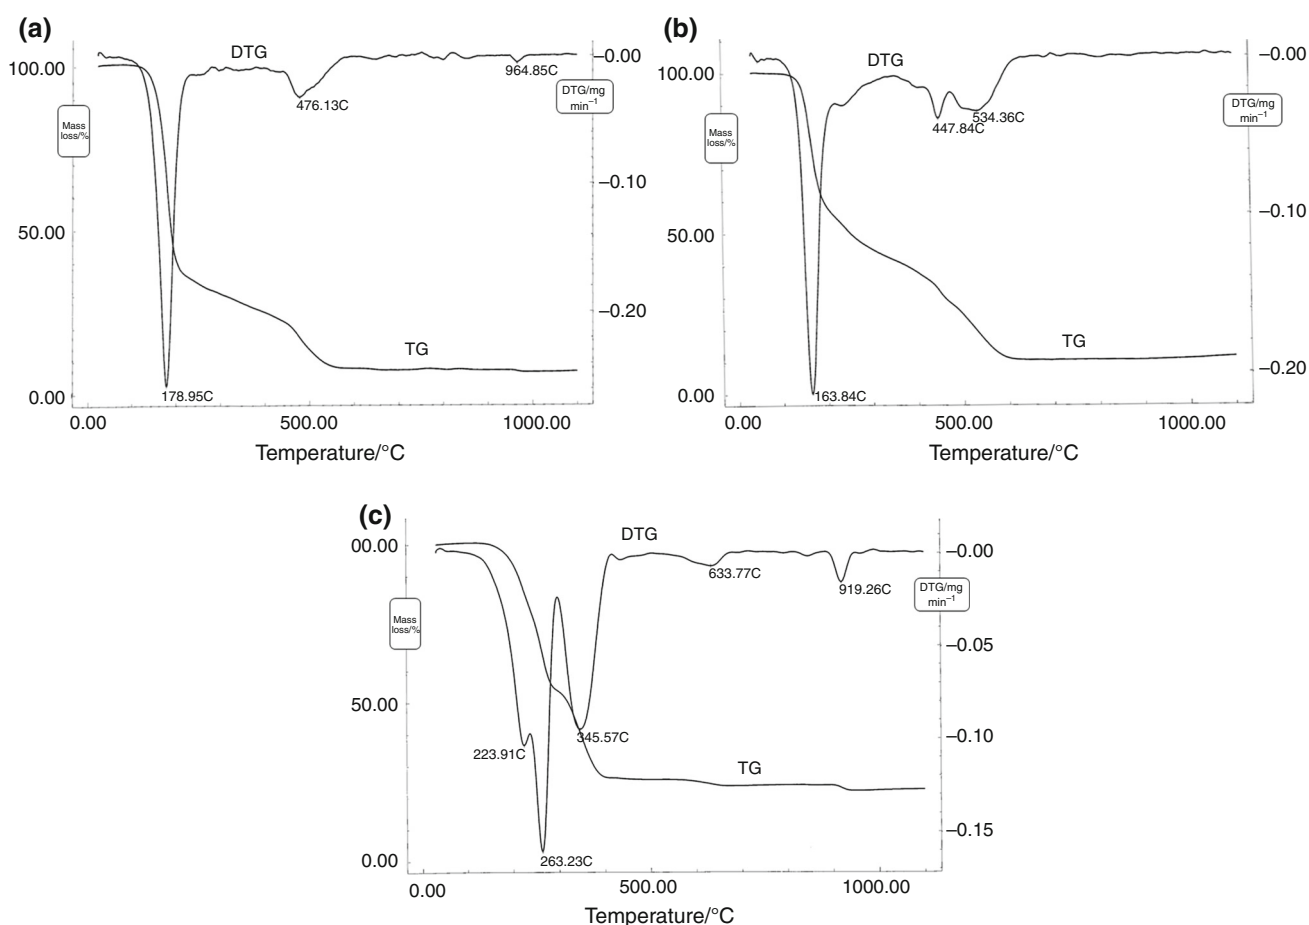 (a)
DTG
−0.00
100.00
964.85C
DTG/mg
min−1
476.13C
Mass
loss/%
−0.10
50.00
−0.20
TG
0.00
178.95C
0.00
500.00
1000.00
Temperature/°C
(b)
−0.00
DTG
100.00
DTG/mg
min−1
534.36C
447.84C
Mass
loss/%
−0.10
50.00
TG
−0.20
0.00
163.84C
0.00
500.00
1000.00
Temperature/°C
(c)
DTG
00.00
−0.00
633.77C
919.26C
DTG/mg
min−1
Mass
loss/%
−0.05
50.00
345.57C
−0.10
223.91C
TG
−0.15
0.00
263.23C
0.00
500.00
1000.00
Temperature/°C